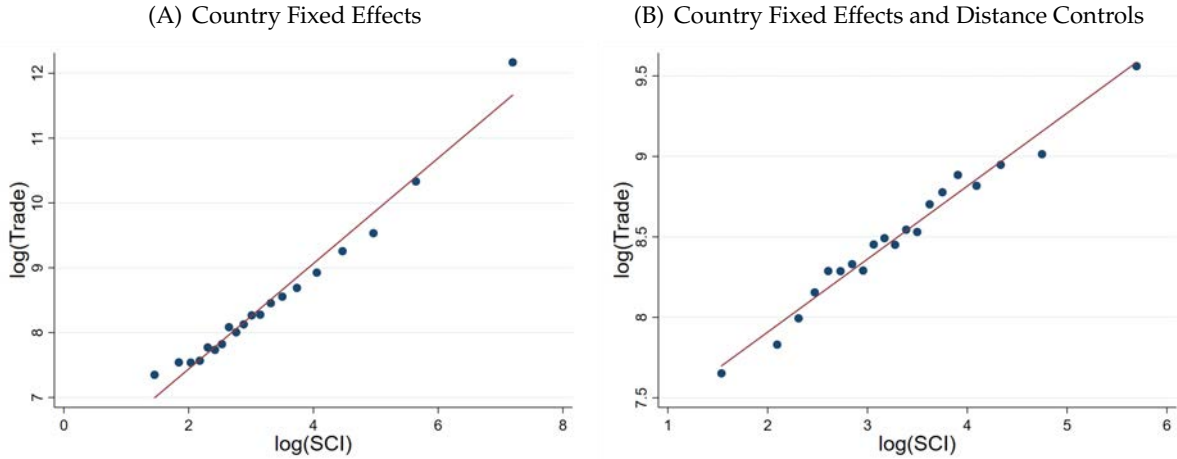 (A) Country Fixed Effects
12
11
10
9
8
7
log(Trade)
0 2 4 6 8
log(SCI)
(B) Country Fixed Effects and Distance Controls
9.5
9
8.5
8
7.5
log(Trade)
1 2 3 4 5 6
log(SCI)